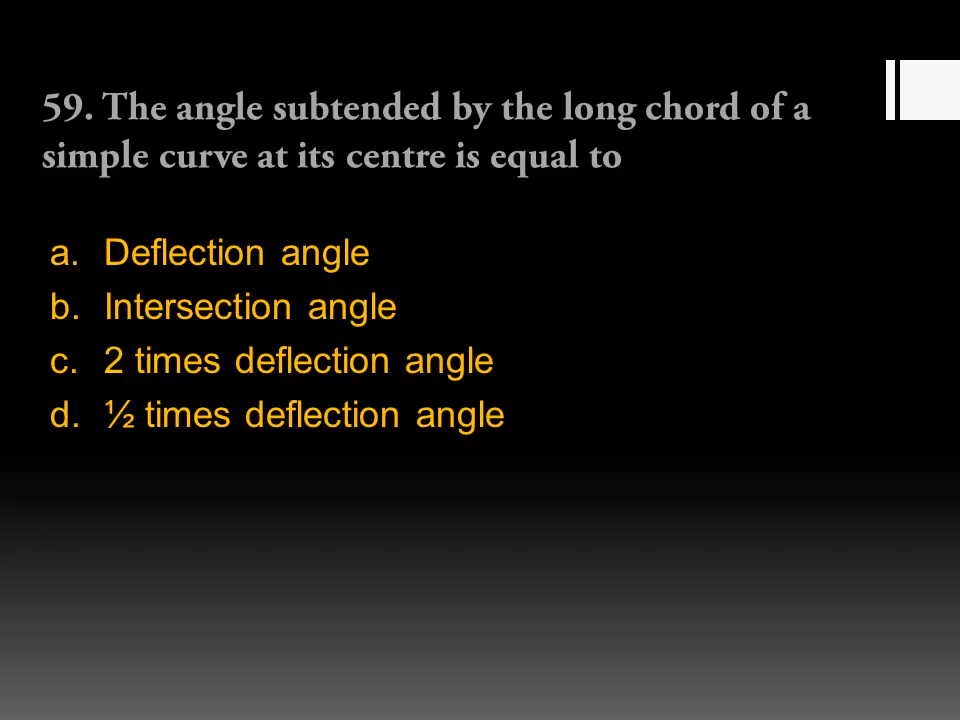 59. The angle subtended by the long chord of a
simple curve at its centre is equal to
a. Deflection angle
b. Intersection angle
c. 2 times deflection angle
d. ½ times deflection angle